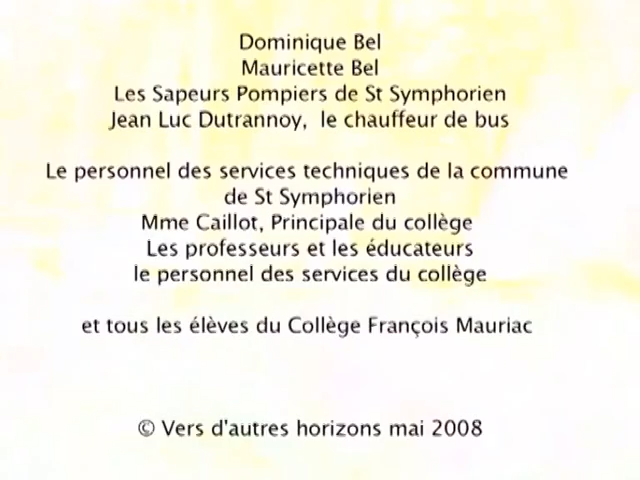 Dominique Bel
Mauricette Bel
Les Sapeurs Pompiers de St Symphorien
Jean Luc Dutrannoy, le chauffeur de bus
Le personnel des services techniques de la commune
de St Symphorien
Mme Caillot, Principale du collège
Les professeurs et les éducateurs
le personnel des services du collège
et tous les élèves du Collège François Mauriac
© Vers d'autres horizons mai 2008